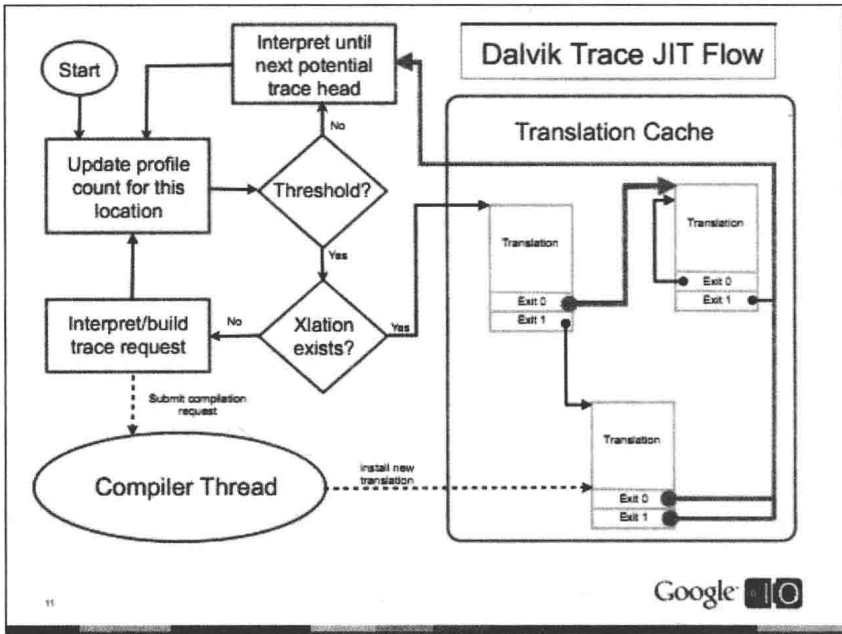 Dalvik Trace JIT Flow
Start
Interpret until
next potential
trace head
No
Update profile
count for this
location
Threshold?
Yes
Interpret/build
trace request
No
Xlation
exists?
Yes
Submit compilation
request
Compiler Thread
Install new
translation
Translation Cache
Translation
Exit 0
Exit 1
Translation
Exit 0
Exit 1
Translation
Exit 0
Exit 1
11
Google IO